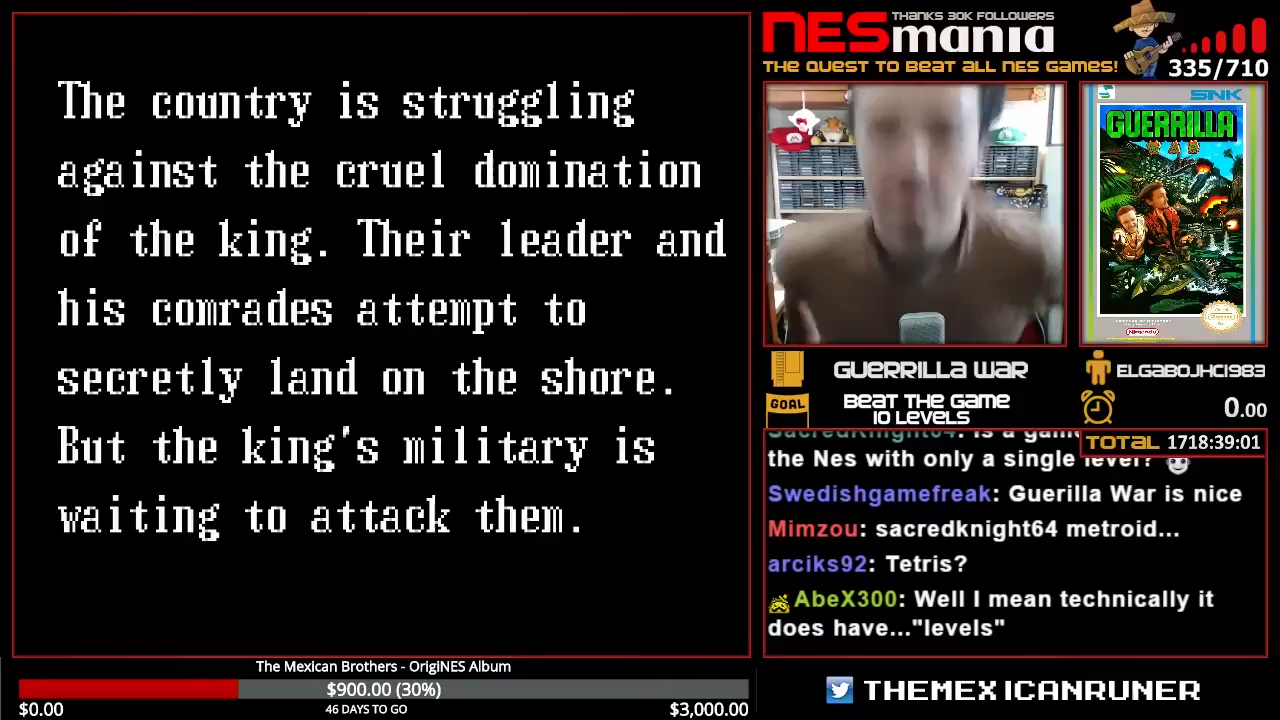 The country is struggling
against the cruel domination
of the king. Their leader and
his comrades attempt to
secretly land on the shore.
But the king's military is
waiting to attack them.
THANKS 30K FOLLOWERS
NESmania
THE QUEST TO BEAT ALL NES GAMES!
335/710
SNK
GUERRILLA
WAR
Nintendo
GUERRILLA WAR
GOAL
BEAT THE GAME
10 LEVELS
ELGABOJHC1983
0.00
TOTAL 1718:39:01
SacredKnight64: Is a game
the Nes with only a single level?
Swedishgamefreak: Guerilla War is nice
Mimzou: sacredknight64 metroid...
arciks92: Tetris?
AbeX300: Well I mean technically it
does have..."levels"
The Mexican Brothers - OrigiNES Album
$900.00 (30%)
$0.00
46 DAYS TO GO
$3,000.00
THEMEXICANRUNER